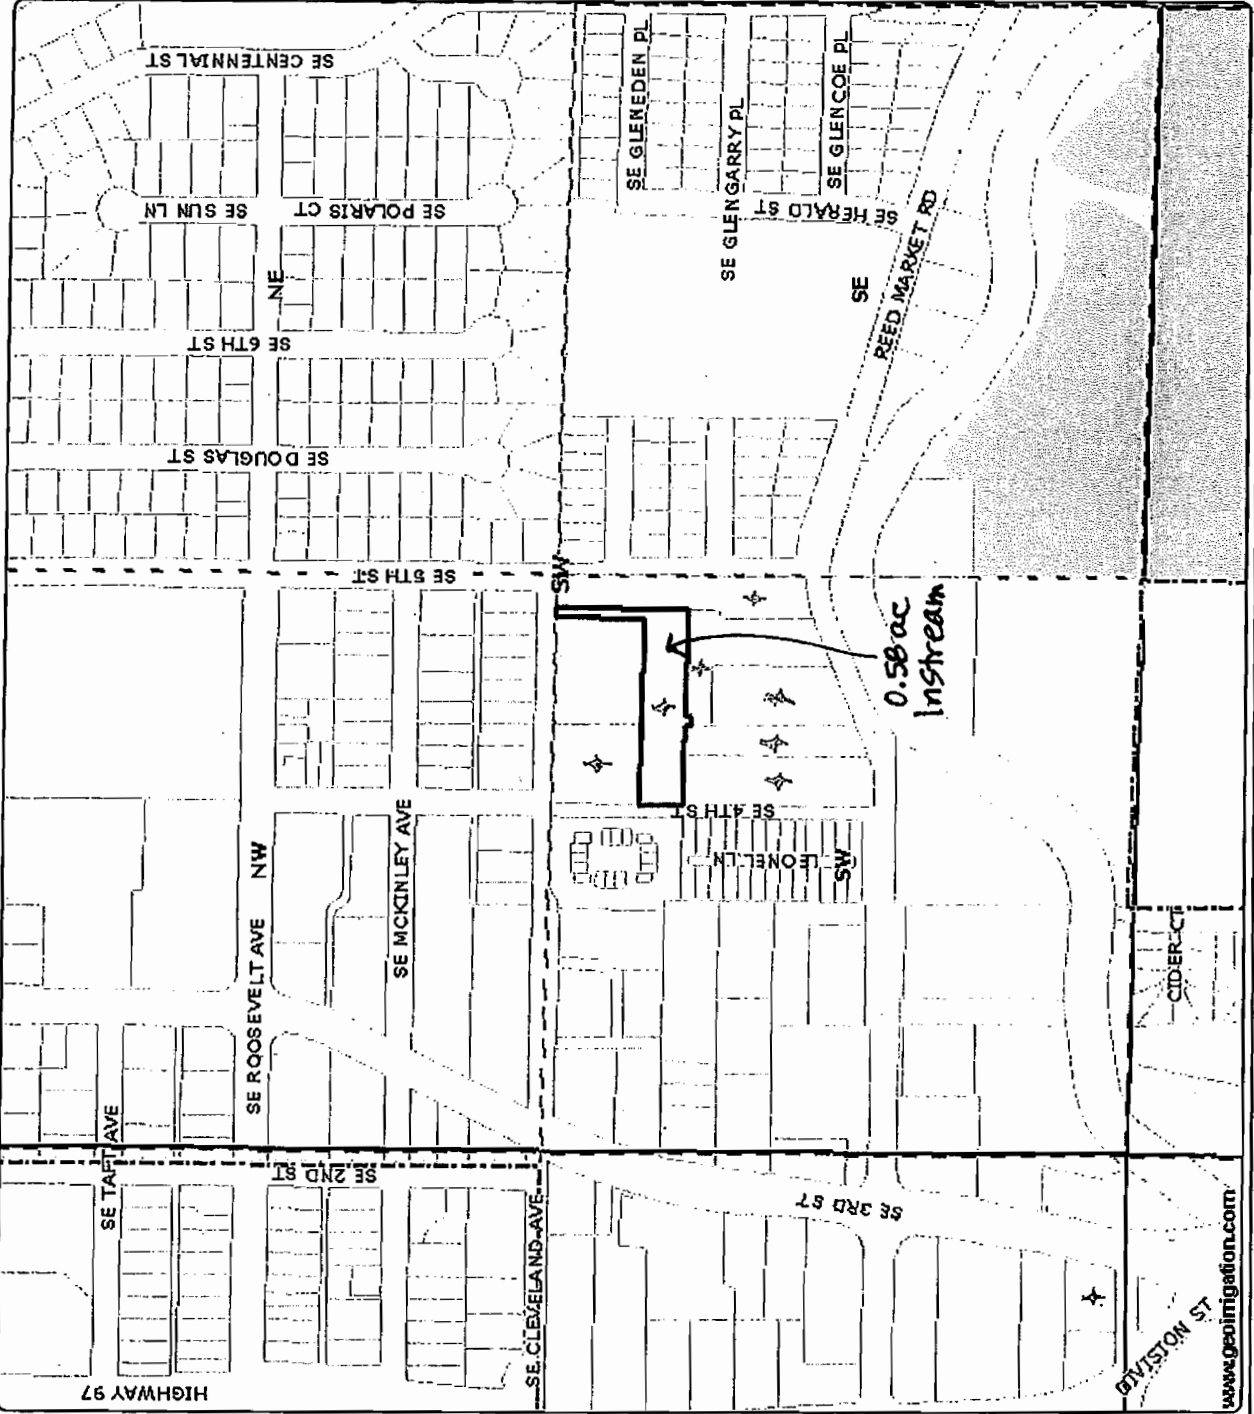 SE CENTENNIAL ST
SE GLENEDEN PL
SE GLENGARRY PL
SE GLENCOE PL
SE SUN LN
SE POLARIS CT
SE HERALD ST
NE
SE
REED MARKET RD
SE 6TH ST
SE DOUGLAS ST
SE 5TH ST
SW
0.58 ac
Instream
SE 4TH ST
LEONEL LN
SW
NW
SE MCKINLEY AVE
SE ROOSEVELT AVE
CIDER CT
SE TAFT AVE
SE 2ND ST
SE 3RD ST
SE CLEVELAND AVE
HIGHWAY 97
DIVISION ST
www.geoirrigation.com